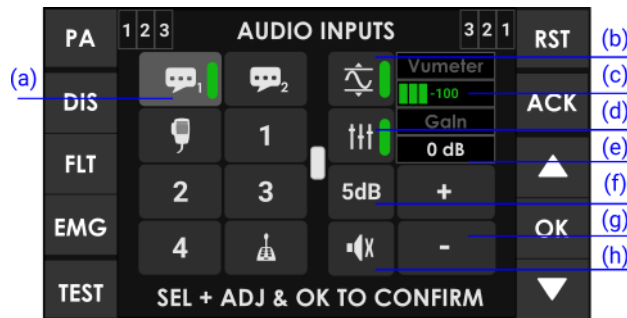 PA
1 2 3
AUDIO INPUTS
3 2 1
RST
(b)
(a)
1
2
Vumeter
(c)
-100
DIS
ACK
(d)
1
GaIn
(e)
0 dB
FLT
(f)
2
3
5dB
+
(g)
EMG
OK
4
X
-
(h)
TEST
SEL + ADJ & OK TO CONFIRM